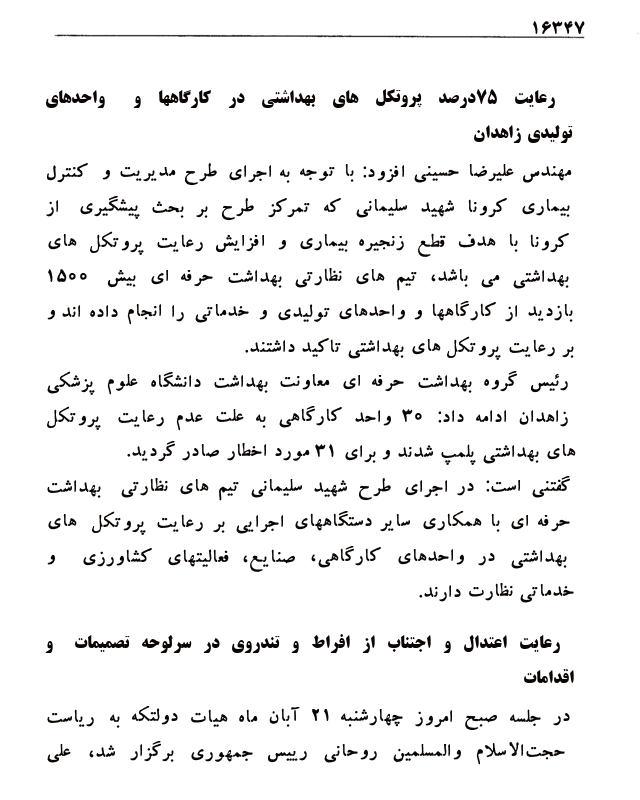 ۱۶۳۴۷
رعایت ۷۵درصد پروتکل های بهداشتی در کارگاهها و واحدهای
تولیدی زاهدان
مهندس علیرضا حسینی افزود: با توجه به اجرای طرح مدیریت و کنترل
بیماری کرونا شهید سلیمانی که تمرکز طرح بر بحث پیشگیری از
کرونا با هدف قطع زنجیره بیماری و افزایش رعایت پروتکل های
بهداشتی می باشد، تیم های نظارتی بهداشت حرفه ای بیش ۱۵۰۰
بازدید از کارگاهها و واحدهای تولیدی و خدماتی را انجام داده اند و
بر رعایت پروتکل های بهداشتی تاکید داشتند.
رئیس گروه بهداشت حرفه ای معاونت بهداشت دانشگاه علوم پزشکی
زاهدان ادامه داد: ۳۰ واحد کارگاهی به علت عدم رعایت پروتکل
های بهداشتی پلمپ شدند و برای ۳۱ مورد اخطار صادر گردید.
گفتنی است: در اجرای طرح شهید سلیمانی تیم های نظارتی بهداشت
حرفه ای با همکاری سایر دستگاههای اجرایی بر رعایت پروتکل های
بهداشتی در واحدهای کارگاهی، صنایع، فعالیتهای کشاورزی و
خدماتی نظارت دارند.
رعایت اعتدال و اجتناب از افراط و تندروی در سرلوحه تصمیمات و
اقدامات
در جلسه صبح امروز چهارشنبه ۲۱ آبان ماه هیات دولتکه به ریاست
حجت‌الاسلام والمسلمین روحانی رییس جمهوری برگزار شد، علی